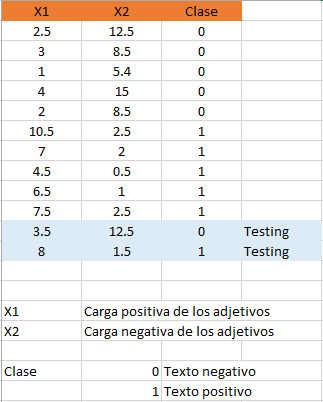 X1 X2 Clase
2.5 12.5 0
3 8.5 0
1 5.4 0
4 15 0
2 8.5 0
10.5 2.5 1
7 2 1
4.5 0.5 1
6.5 1 1
7.5 2.5 1
3.5 12.5 0 Testing
8 1.5 1 Testing
X1 Carga positiva de los adjetivos
X2 Carga negativa de los adjetivos
Clase 0 Texto negativo
1 Texto positivo